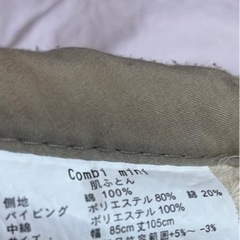 Combi mini
肌ふとん
側地 綿 100%
パイピング ポリエステル 80% 綿 20%
中綿 ポリエステル 100%
幅 85cm 丈105cm